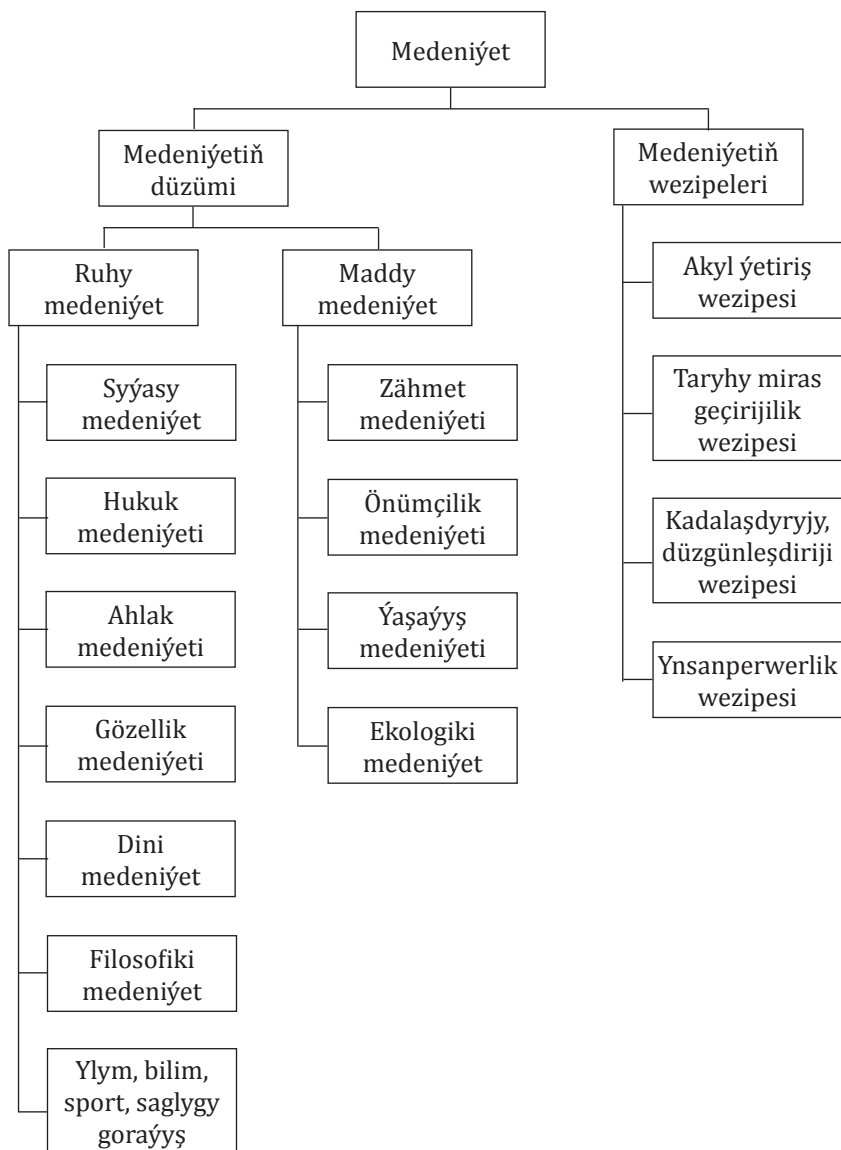 Medeniýet
Medeniýetiň
düzümi
Medeniýetiň
wezipeleri
Ruhy
medeniýet
Maddy
medeniýet
Syýasy
medeniýet
Hukuk
medeniýeti
Ahlak
medeniýeti
Gözellik
medeniýeti
Dini
medeniýet
Filosofiki
medeniýet
Ylym, bilim,
sport, saglygy
goraýyş
Zähmet
medeniýeti
Önümçilik
medeniýeti
Ýaşaýyş
medeniýeti
Ekologiki
medeniýet
Akyl ýetiriş
wezipesi
Taryhy miras
geçirijilik
wezipesi
Kadalaşdyryjy,
düzgünleşdiriji
wezipesi
Ynsanperwerlik
wezipesi